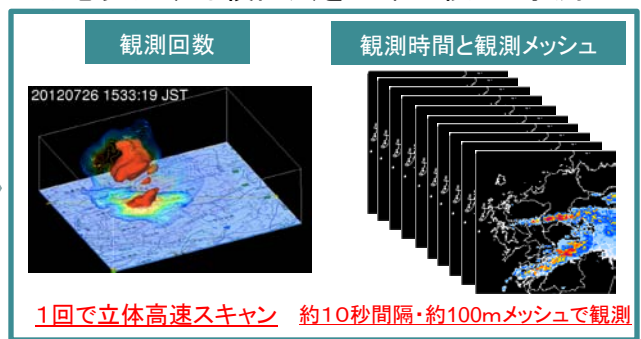 観測回数
観測時間と観測メッシュ
20120726 1533:19 JST
1回で立体高速スキャン
約10秒間隔・約100mメッシュで観測